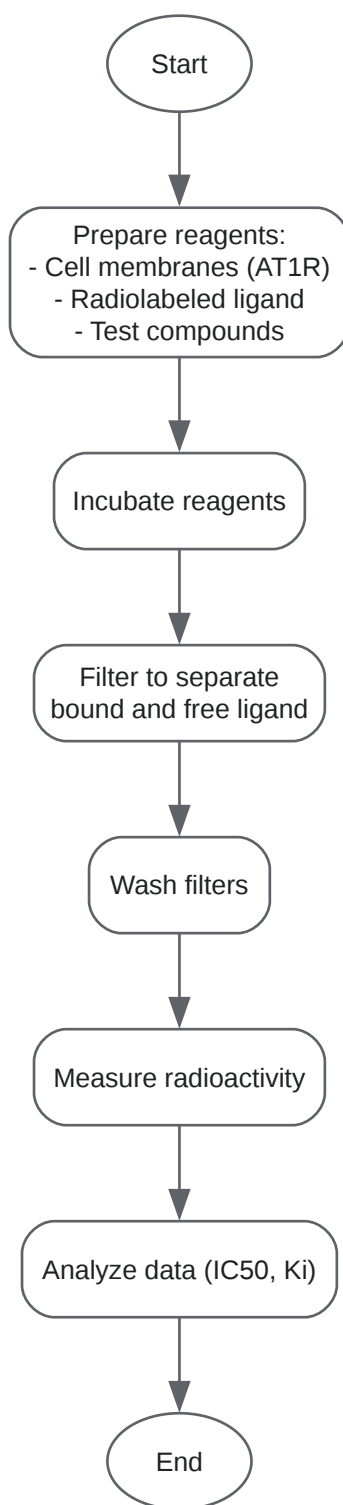 Start
Prepare reagents:
- Cell membranes (AT1R)
- Radiolabeled ligand
- Test compounds
Incubate reagents
Filter to separate
bound and free ligand
Wash filters
Measure radioactivity
Analyze data (IC50, Ki)
End